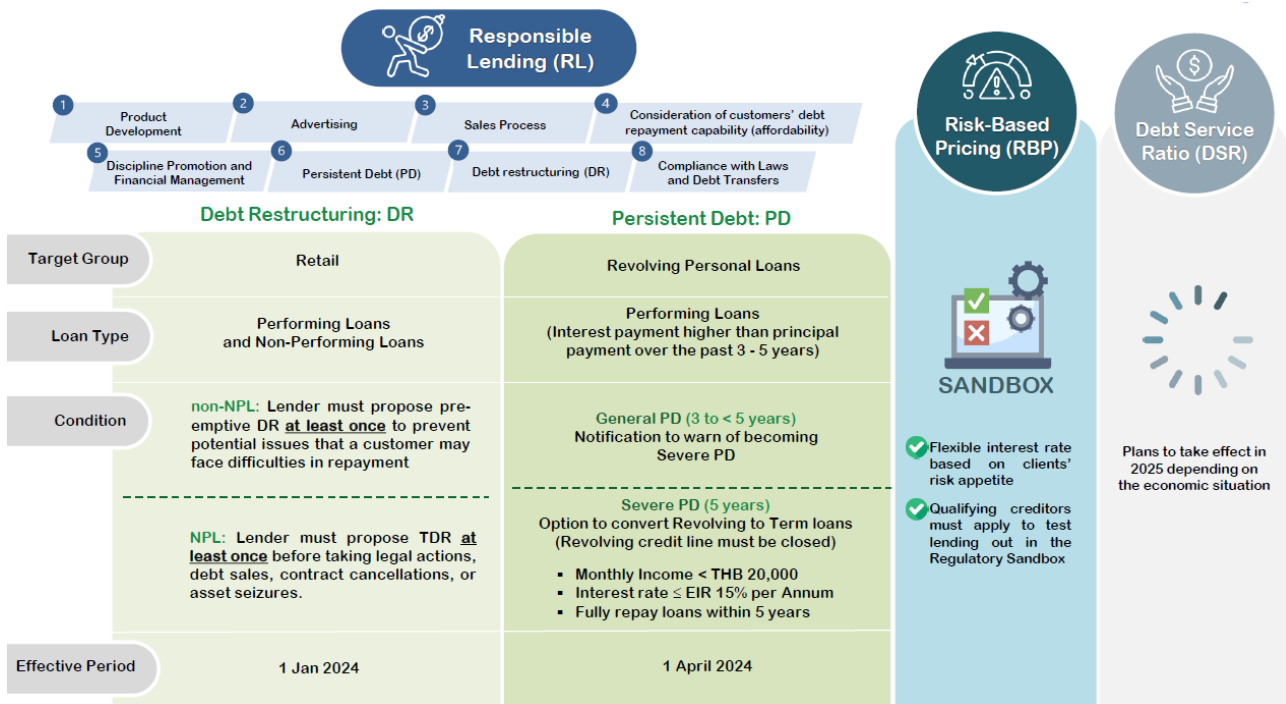 Responsible
Lending (RL)
1
Product
Development
2
Advertising
3
Sales Process
4
Consideration of customers' debt
repayment capability (affordability)
5
Discipline Promotion and
Financial Management
6
Persistent Debt (PD)
7
Debt restructuring (DR)
8
Compliance with Laws
and Debt Transfers
Debt Restructuring: DR
Persistent Debt: PD
Target Group
Retail
Revolving Personal Loans
Loan Type
Performing Loans
and Non-Performing Loans
Performing Loans
(Interest payment higher than principal
payment over the past 3 - 5 years)
Condition
non-NPL: Lender must propose pre-
emptive DR at least once to prevent
potential issues that a customer may
face difficulties in repayment
General PD (3 to < 5 years)
Notification to warn of becoming
Severe PD
NPL: Lender must propose TDR at
least once before taking legal actions,
debt sales, contract cancellations, or
asset seizures.
Severe PD (5 years)
Option to convert Revolving to Term loans
(Revolving credit line must be closed)
▪ Monthly Income < THB 20,000
▪ Interest rate ≤ EIR 15% per Annum
▪ Fully repay loans within 5 years
Effective Period
1 Jan 2024
1 April 2024
Risk-Based
Pricing (RBP)
SANDBOX
Flexible interest rate
based on clients'
risk appetite
Qualifying creditors
must apply to test
lending out in the
Regulatory Sandbox
$
Debt Service
Ratio (DSR)
Plans to take effect in
2025 depending on
the economic situation